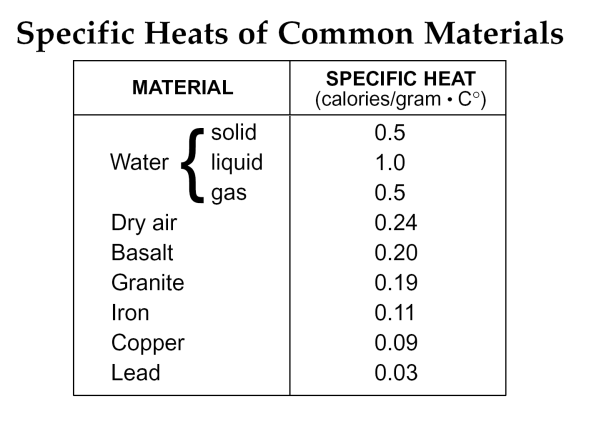 Specific Heats of Common Materials
MATERIAL SPECIFIC HEAT
(calories/gram • C°)
solid 0.5
Water { liquid 1.0
gas 0.5
Dry air 0.24
Basalt 0.20
Granite 0.19
Iron 0.11
Copper 0.09
Lead 0.03